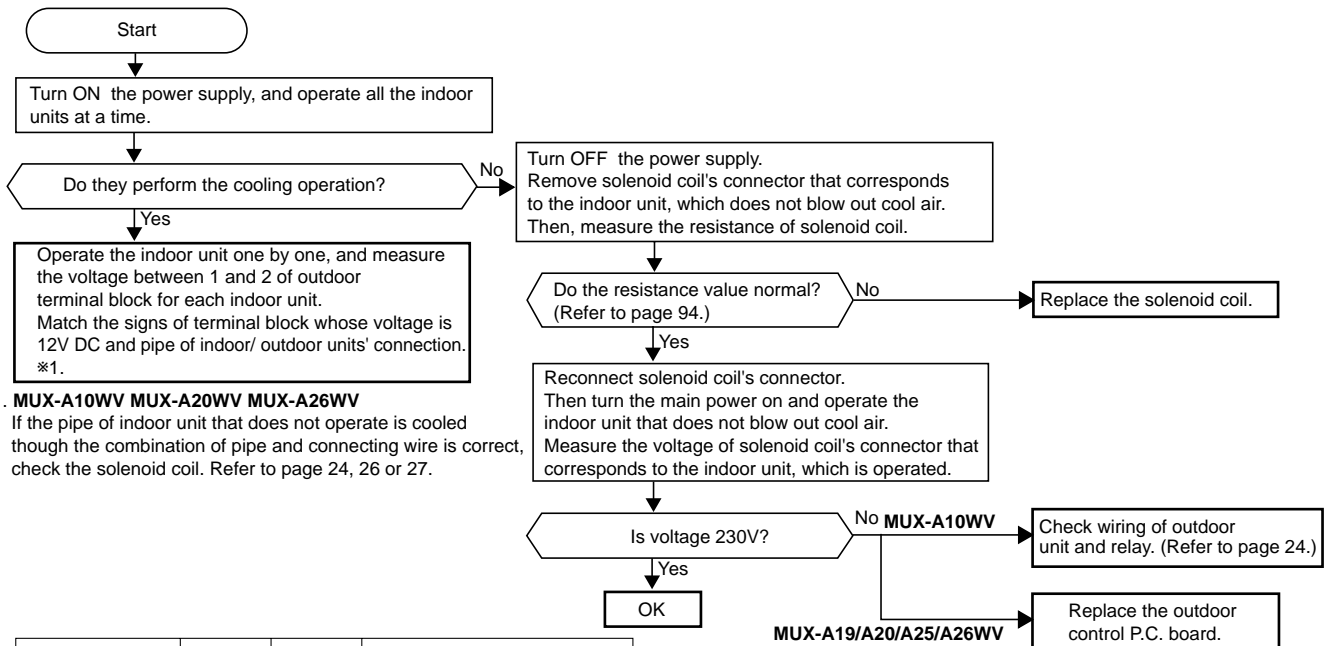 Start
Turn ON the power supply, and operate all the indoor
units at a time.
Do they perform the cooling operation?
No
Yes
Operate the indoor unit one by one, and measure
the voltage between 1 and 2 of outdoor
terminal block for each indoor unit.
Match the signs of terminal block whose voltage is
12V DC and pipe of indoor/ outdoor units' connection.
※1.
. MUX-A10WV MUX-A20WV MUX-A26WV
If the pipe of indoor unit that does not operate is cooled
though the combination of pipe and connecting wire is correct,
check the solenoid coil. Refer to page 24, 26 or 27.
Turn OFF the power supply.
Remove solenoid coil's connector that corresponds
to the indoor unit, which does not blow out cool air.
Then, measure the resistance of solenoid coil.
Do the resistance value normal?
(Refer to page 94.)
No
Replace the solenoid coil.
Yes
Reconnect solenoid coil's connector.
Then turn the main power on and operate the
indoor unit that does not blow out cool air.
Measure the voltage of solenoid coil's connector that
corresponds to the indoor unit, which is operated.
Is voltage 230V?
No MUX-A10WV
Check wiring of outdoor
unit and relay. (Refer to page 24.)
Yes
OK
MUX-A19/A20/A25/A26WV
Replace the outdoor
control P.C. board.